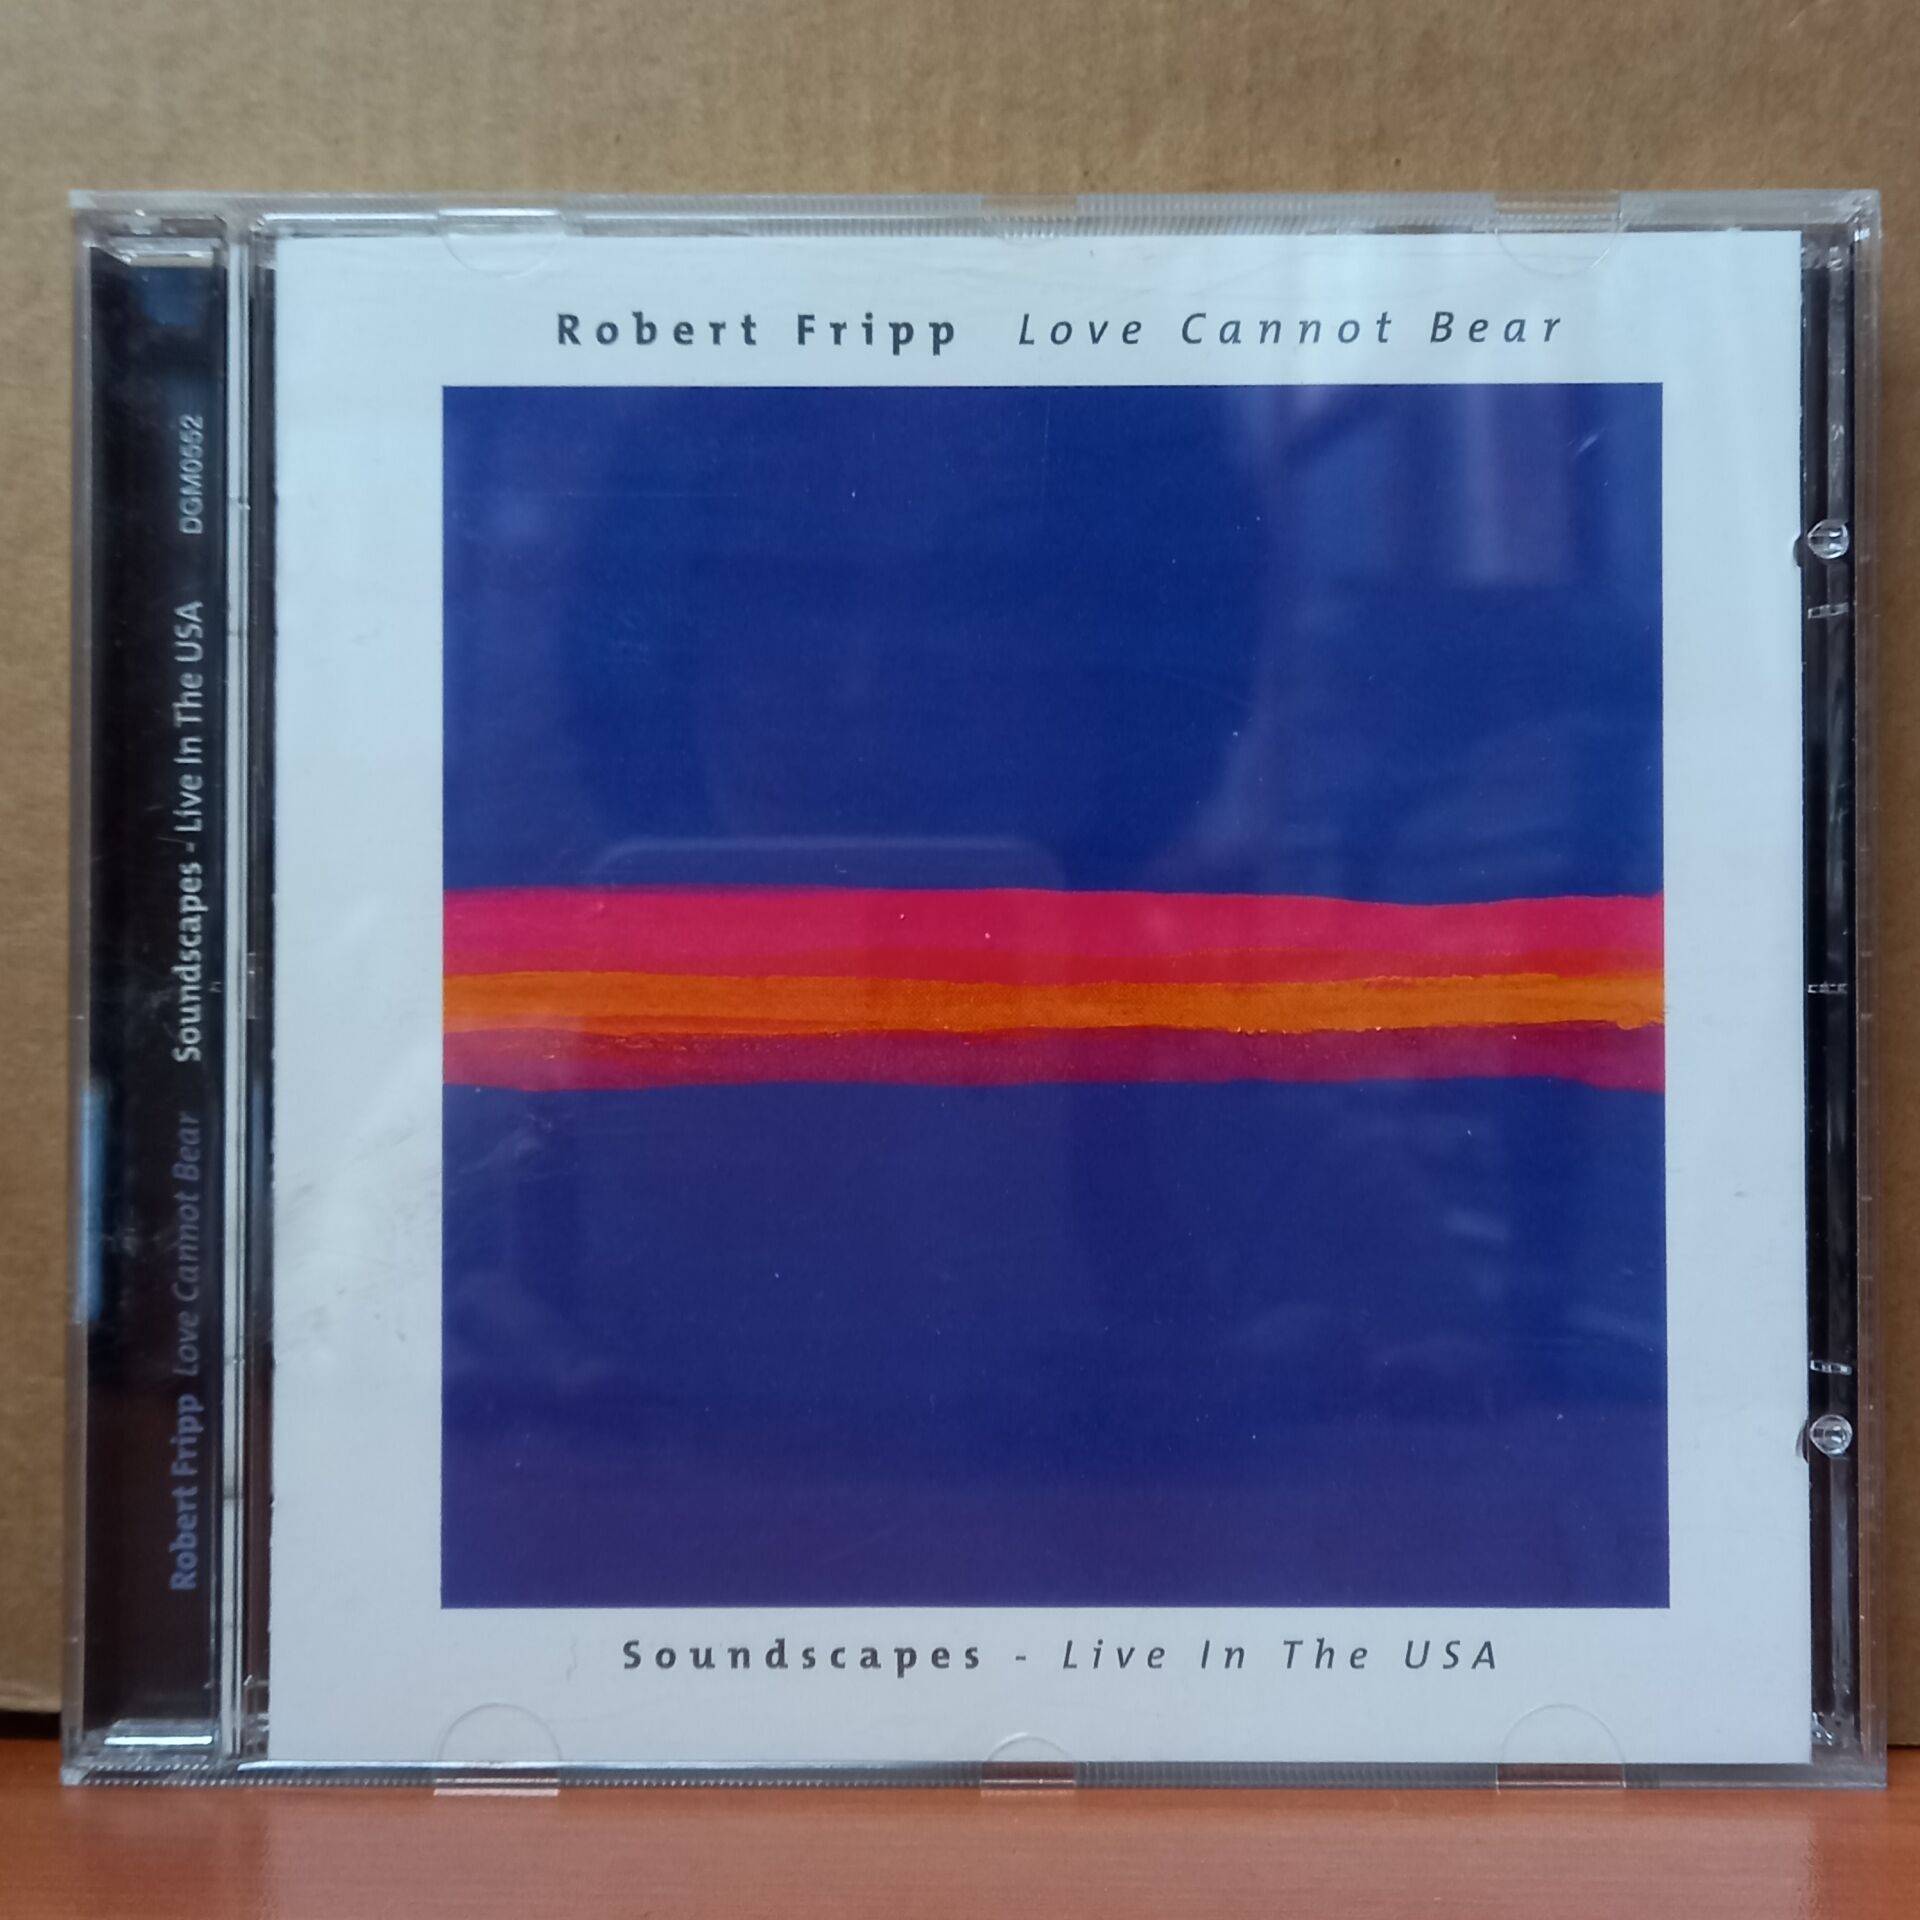 Robert Fripp Love Cannot Bear
Soundscapes - Live In The USA
Robert Fripp Love Cannot Bear Soundscapes - Live In The USA DGM0552